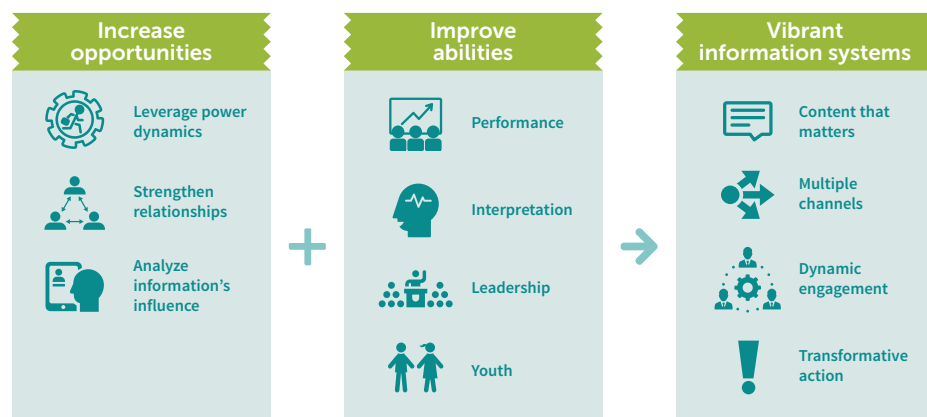 Increase
opportunities
Leverage power
dynamics
Strengthen
relationships
Analyze
information’s
influence
Improve
abilities
Performance
Interpretation
Leadership
Youth
Vibrant
information systems
Content that
matters
Multiple
channels
Dynamic
engagement
Transformative
action